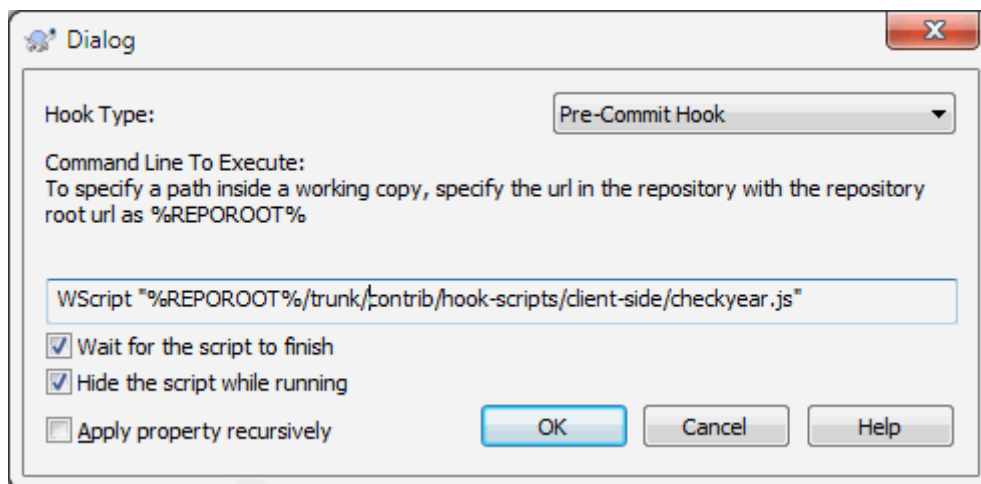 Dialog
Hook Type:
Pre-Commit Hook
Command Line To Execute:
To specify a path inside a working copy, specify the url in the repository with the repository
root url as %REPOROOT%
WScript "%REPOROOT%/trunk/contrib/hook-scripts/client-side/checkyear.js"
Wait for the script to finish
Hide the script while running
Apply property recursively
OK
Cancel
Help